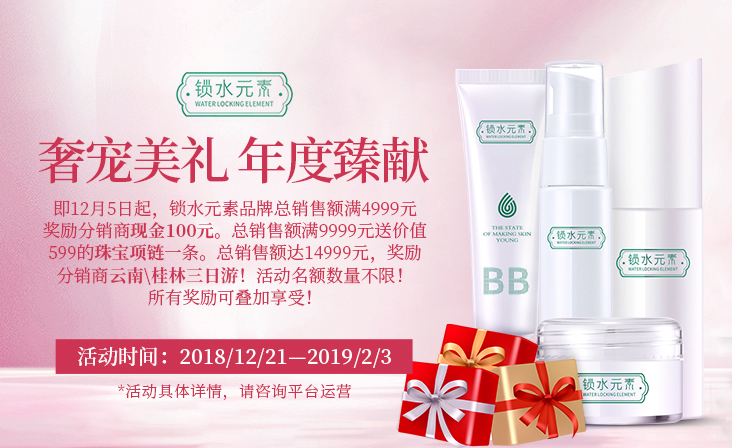 锁水元素
WATER LOCKING ELEMENT
奢宠美礼 年度臻献
即12月5日起，锁水元素品牌总销售额满4999元
奖励分销商现金100元。总销售额满9999元送价值
599的珠宝项链一条。总销售额达14999元，奖励
分销商云南\桂林三日游！活动名额数量不限！
所有奖励可叠加享受！
活动时间：2018/12/21—2019/2/3
*活动具体详情，请咨询平台运营
锁水元素
WATER LOCKING ELEMENT
THE STATE
OF MAKING SKIN
YOUNG
BB
锁水元素
WATER LOCKING ELEMENT
锁水元素
WATER LOCKING ELEMENT
锁水元素
WATER LOCKING ELEMENT